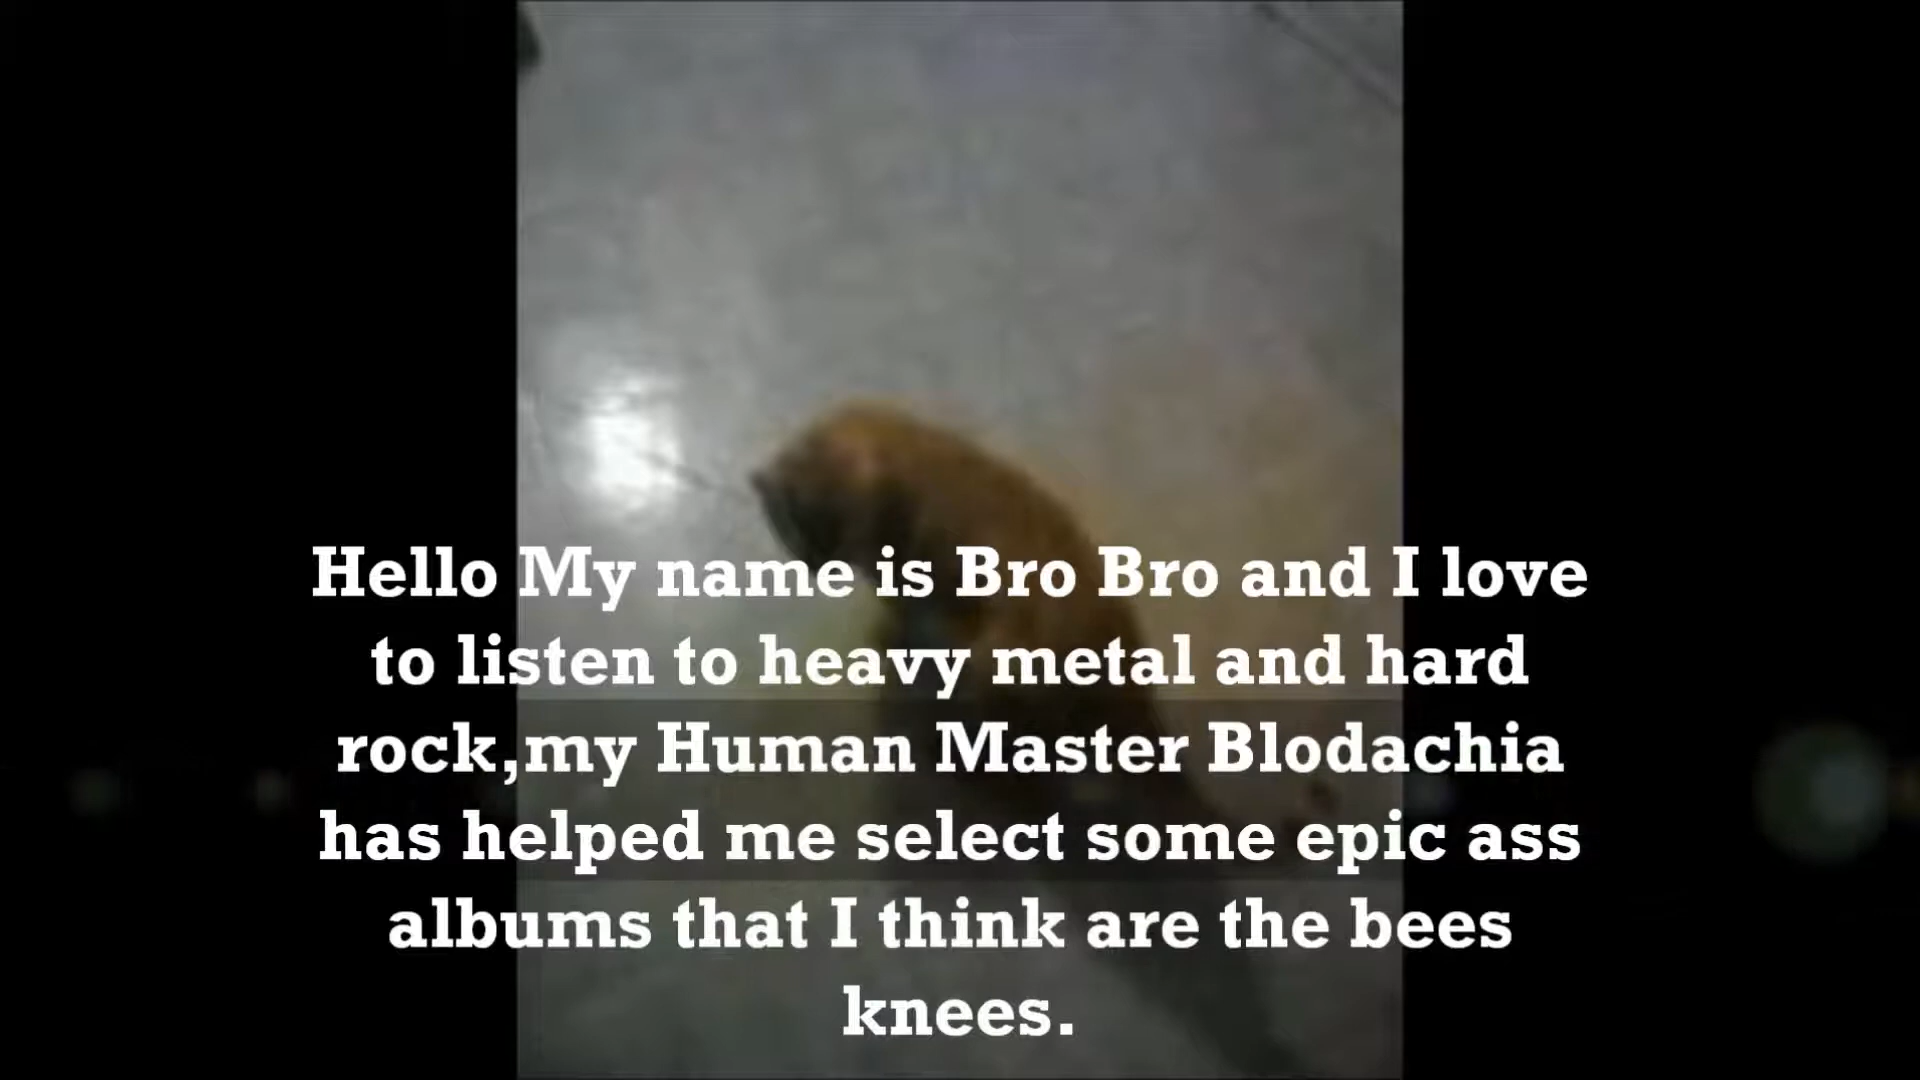 Hello My name is Bro Bro and I love
to listen to heavy metal and hard
rock,my Human Master Blodachia
has helped me select some epic ass
albums that I think are the bees
knees.